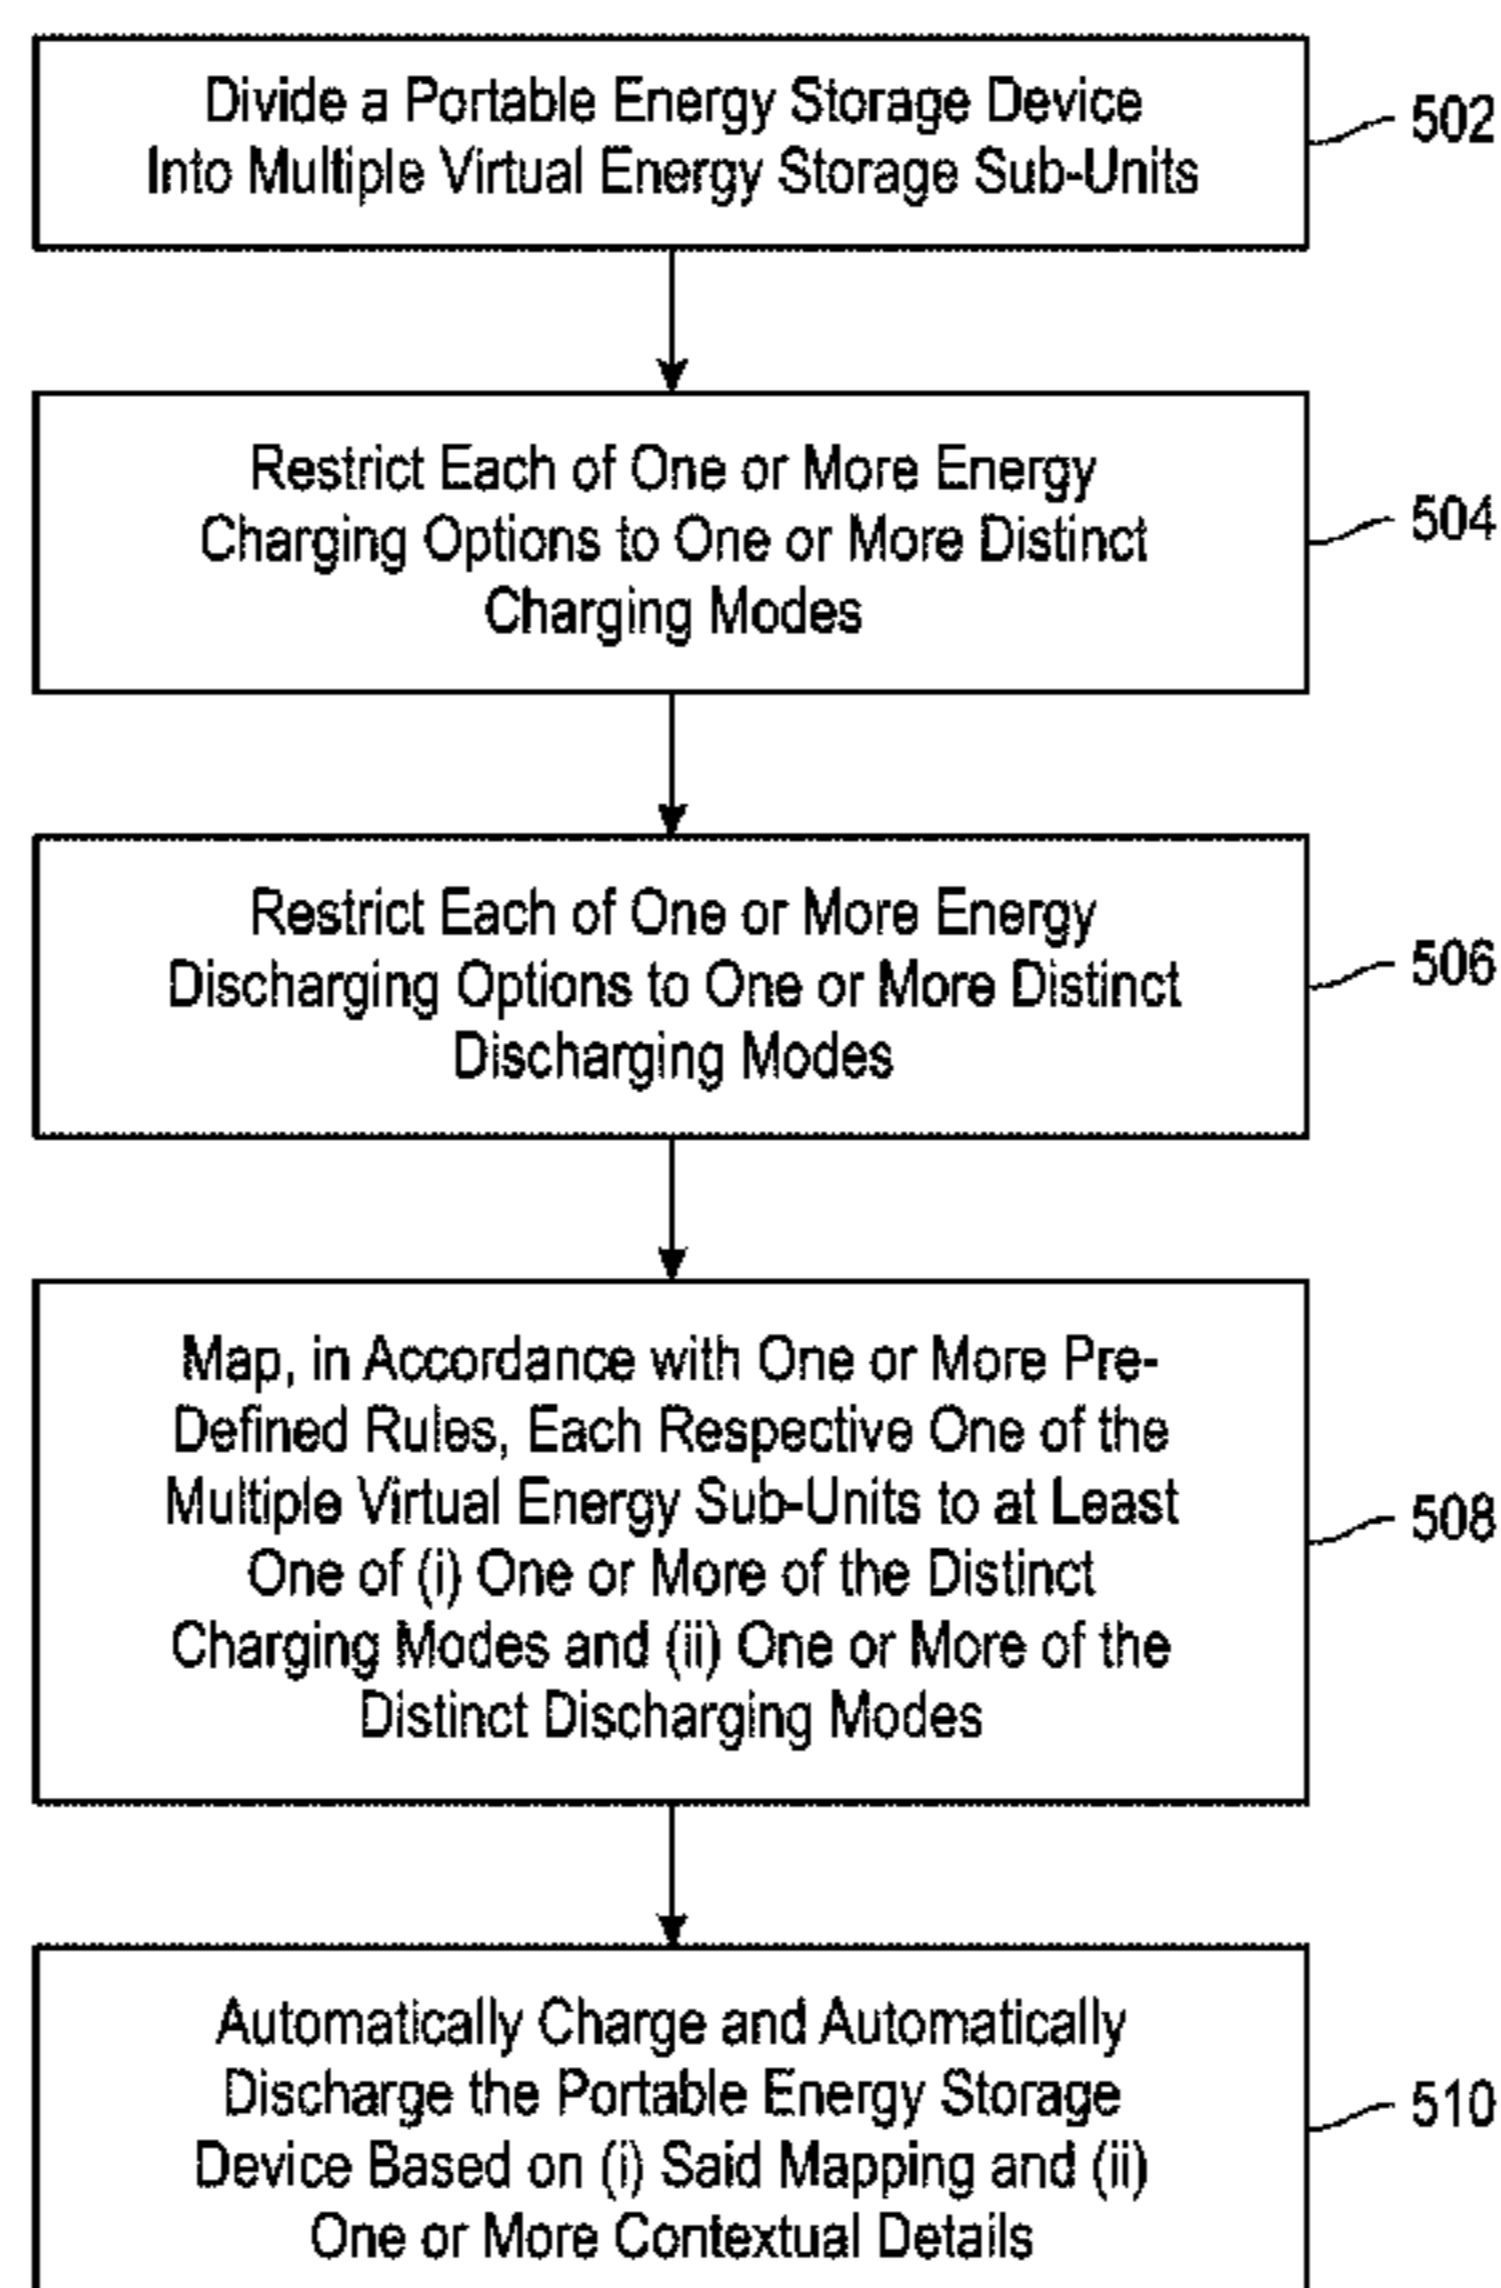 Divide a Portable Energy Storage Device
Into Multiple Virtual Energy Storage Sub-Units
502
Restrict Each of One or More Energy
Charging Options to One or More Distinct
Charging Modes
504
Restrict Each of One or More Energy
Discharging Options to One or More Distinct
Discharging Modes
506
Map, in Accordance with One or More Pre-
Defined Rules, Each Respective One of the
Multiple Virtual Energy Sub-Units to at Least
One of (i) One or More of the Distinct
Charging Modes and (ii) One or More of the
Distinct Discharging Modes
508
Automatically Charge and Automatically
Discharge the Portable Energy Storage
Device Based on (i) Said Mapping and (ii)
One or More Contextual Details
510